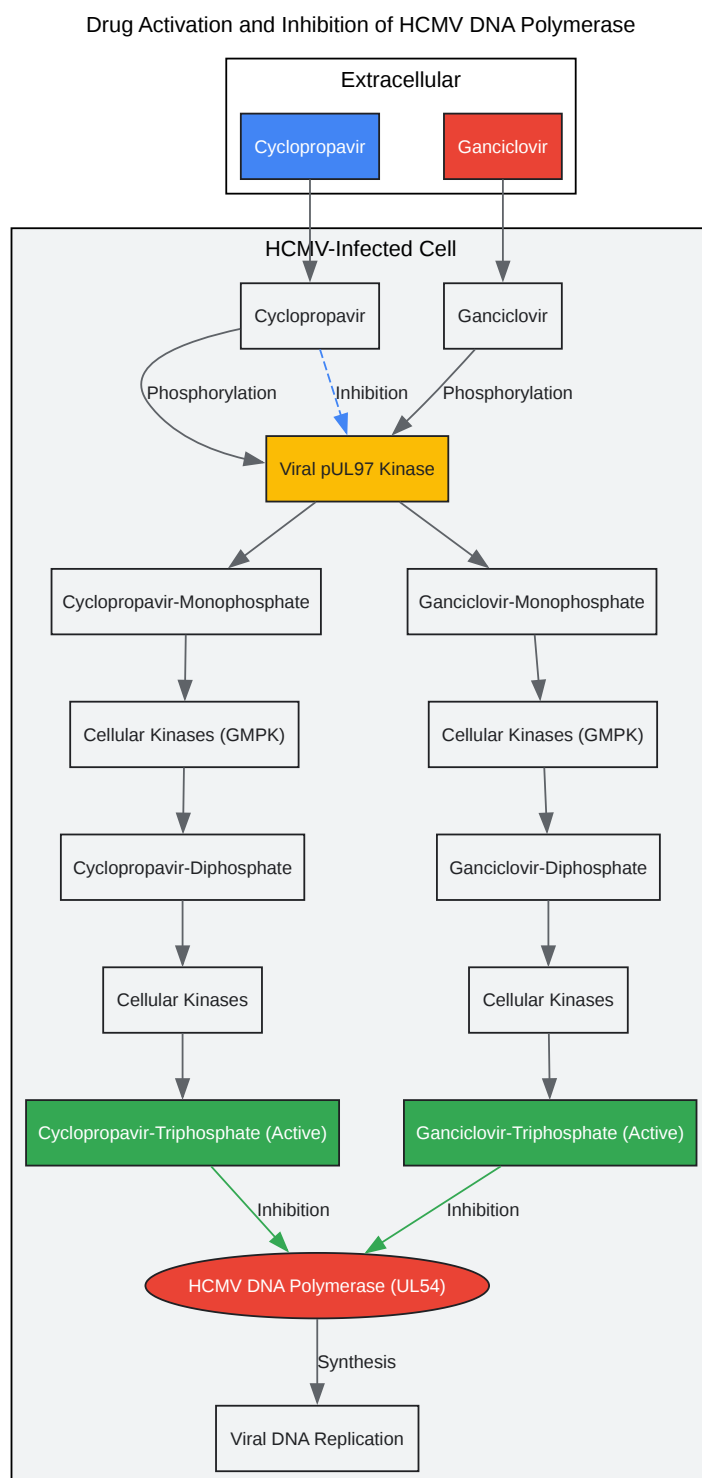 Drug Activation and Inhibition of HCMV DNA Polymerase
Extracellular
Cyclopropavir
Ganciclovir
HCMV-Infected Cell
Cyclopropavir
Ganciclovir
Phosphorylation
Inhibition
Phosphorylation
Viral pUL97 Kinase
Cyclopropavir-Monophosphate
Ganciclovir-Monophosphate
Cellular Kinases (GMPK)
Cellular Kinases (GMPK)
Cyclopropavir-Diphosphate
Ganciclovir-Diphosphate
Cellular Kinases
Cellular Kinases
Cyclopropavir-Triphosphate (Active)
Ganciclovir-Triphosphate (Active)
Inhibition
Inhibition
HCMV DNA Polymerase (UL54)
Synthesis
Viral DNA Replication